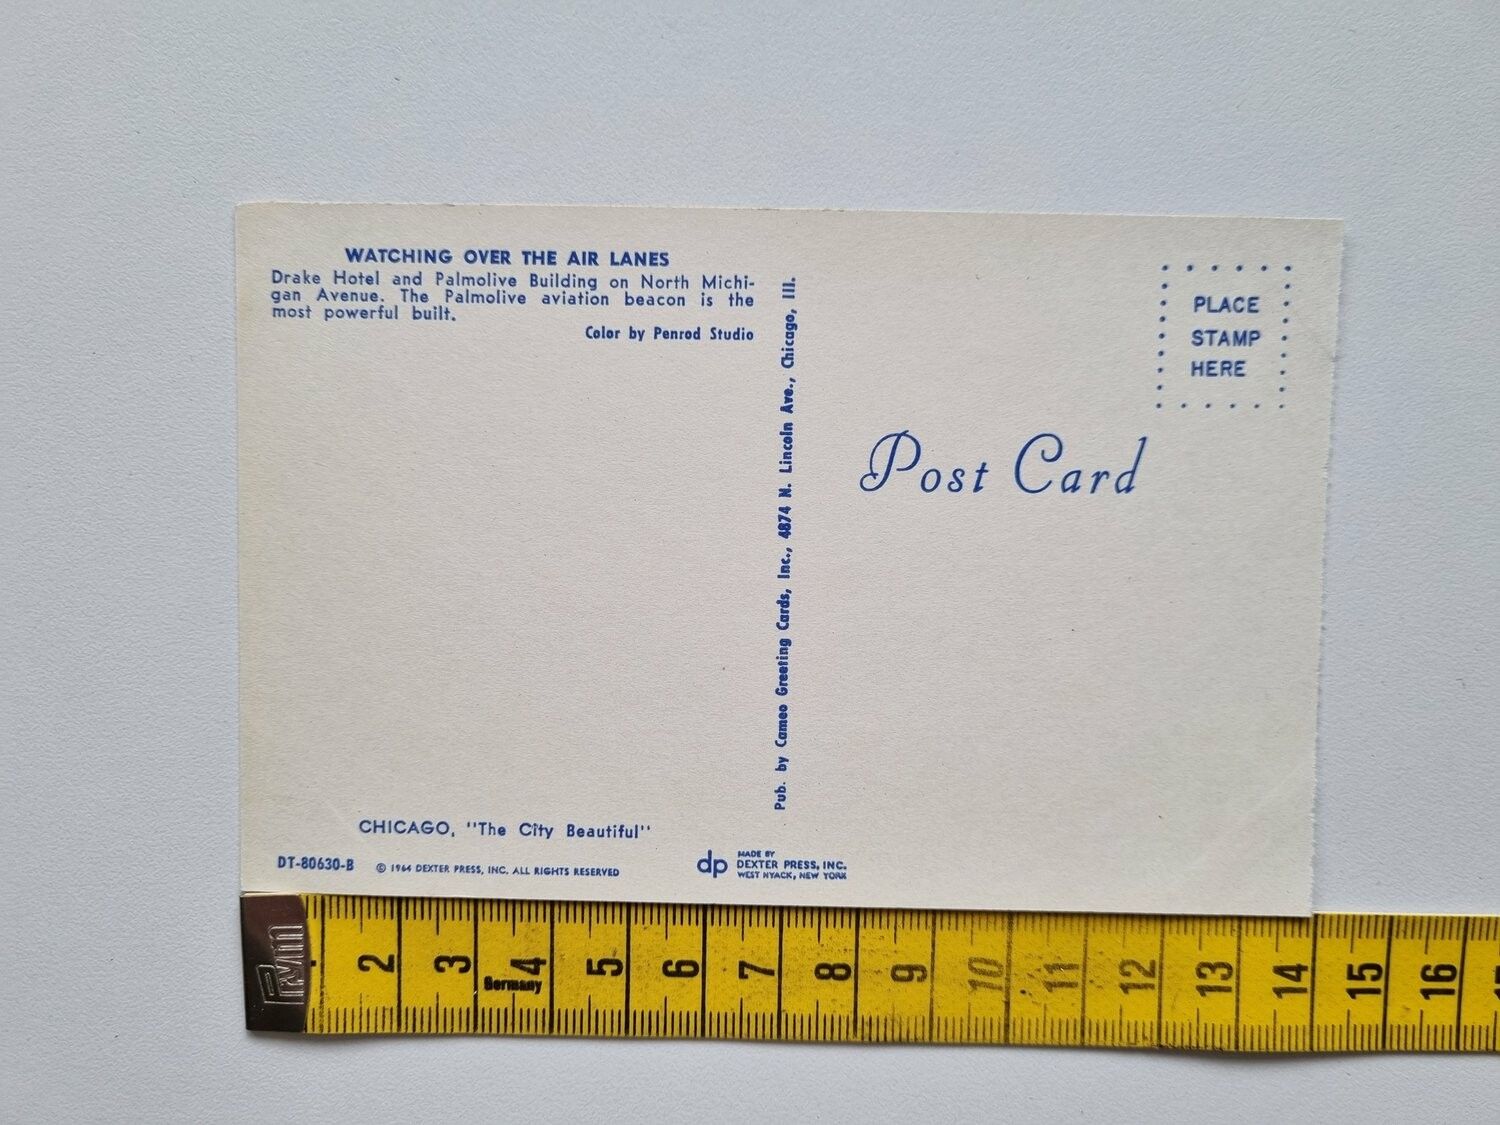 WATCHING OVER THE AIR LANES
Drake Hotel and Palmolive Building on North Michi-
gan Avenue. The Palmolive aviation beacon is the
most powerful built.
Color by Penrod Studio
Pub. by Cameo Greeting Cards, Inc., 4874 N. Lincoln Ave., Chicago, Ill.
PLACE
STAMP
HERE
Post Card
CHICAGO, "The City Beautiful"
DT-80630-B
© 1964 DEXTER PRESS, INC. ALL RIGHTS RESERVED
dp
MADE BY
DEXTER PRESS, INC.
WEST NYACK, NEW YORK
Prym
2 3 4 5 6 7 8 9 10 11 12 13 14 15 16
Germany